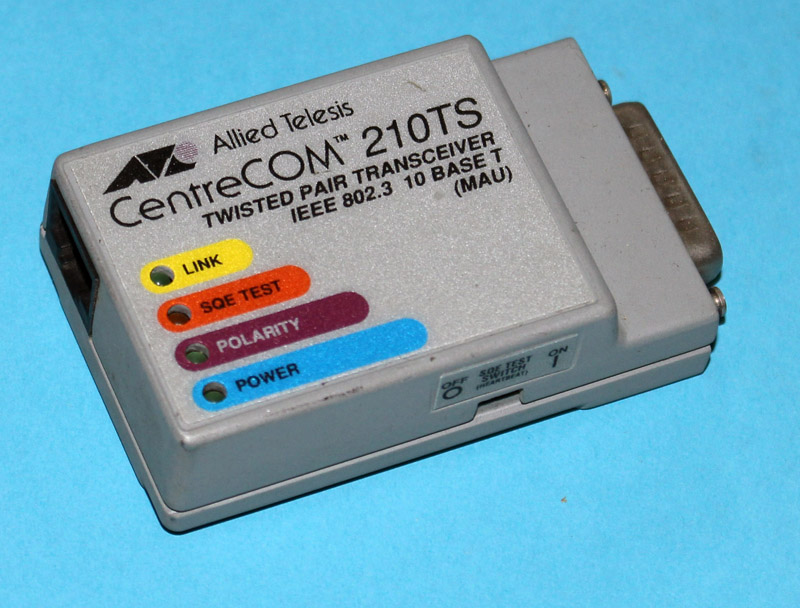 Allied Telesis
CentreCOM™ 210TS
TWISTED PAIR TRANSCEIVER
IEEE 802.3 10 BASE T
(MAU)
LINK
SQE TEST
POLARITY
POWER
OFF
SQE TEST
SWITCH
(HEARTBEAT)
ON